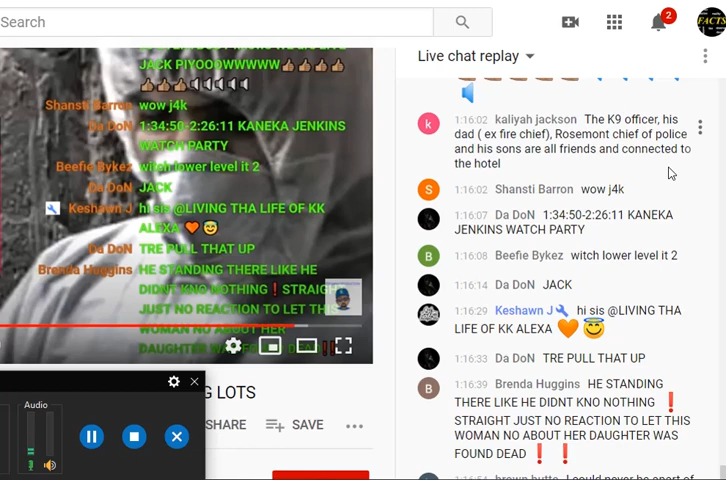 Search
2
FACTS
Live chat replay
JACK PIYOOOWWWWW👍🏽👍🏽👍🏽👍🏽
👍🏽👍🏽👍🏽🔈🔈🔈🔈🔈
Shansti Barron wow j4k
Da DoN 1:34:50-2:26:11 KANEKA
JENKINS WATCH PARTY
Beefie Bykez witch lower level it 2
Da DoN JACK
Keshawn J hi sis @LIVING THA LIFE OF KK
ALEXA 🧡😇
Da DoN TRE PULL THAT UP
Brenda Huggins HE STANDING THERE LIKE HE
DIDNT KNO NOTHING❗STRAIGHT
JUST NO REACTION TO LET THIS
WOMAN NO ABOUT HER
DAUGHTER WAS FOUND DEAD❗❗
G LOTS
SHARE
SAVE
Audio
k
1:16:02 kaliyah jackson The K9 officer, his
dad ( ex fire chief), Rosemont chief of police
and his sons are all friends and connected to
the hotel
S
1:16:02 Shansti Barron wow j4k
1:16:07 Da DoN 1:34:50-2:26:11 KANEKA
JENKINS WATCH PARTY
B
1:16:08 Beefie Bykez witch lower level it 2
1:16:14 Da DoN JACK
1:16:29 Keshawn J hi sis @LIVING THA
LIFE OF KK ALEXA 🧡😇
1:16:33 Da DoN TRE PULL THAT UP
B
1:16:39 Brenda Huggins HE STANDING
THERE LIKE HE DIDNT KNO NOTHING ❗
STRAIGHT JUST NO REACTION TO LET THIS
WOMAN NO ABOUT HER DAUGHTER WAS
FOUND DEAD ❗ ❗